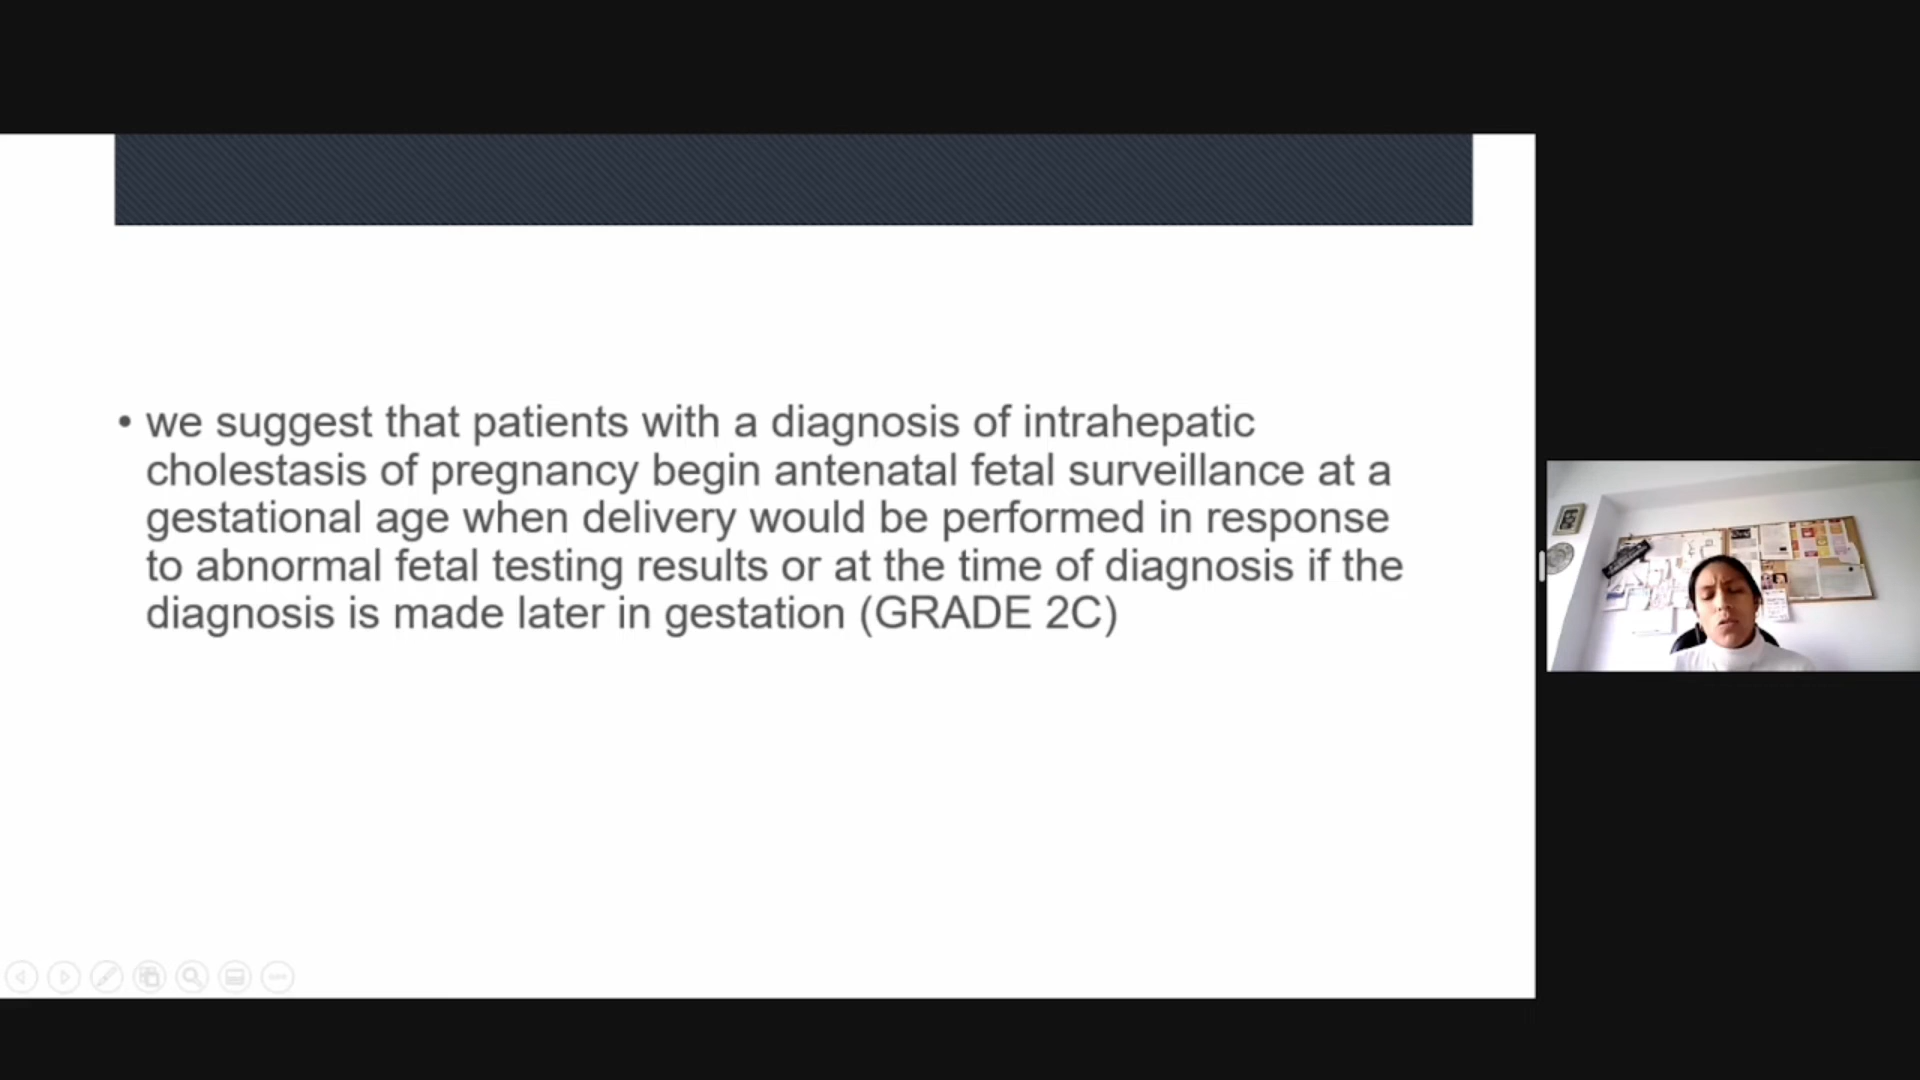 • we suggest that patients with a diagnosis of intrahepatic
cholestasis of pregnancy begin antenatal fetal surveillance at a
gestational age when delivery would be performed in response
to abnormal fetal testing results or at the time of diagnosis if the
diagnosis is made later in gestation (GRADE 2C)